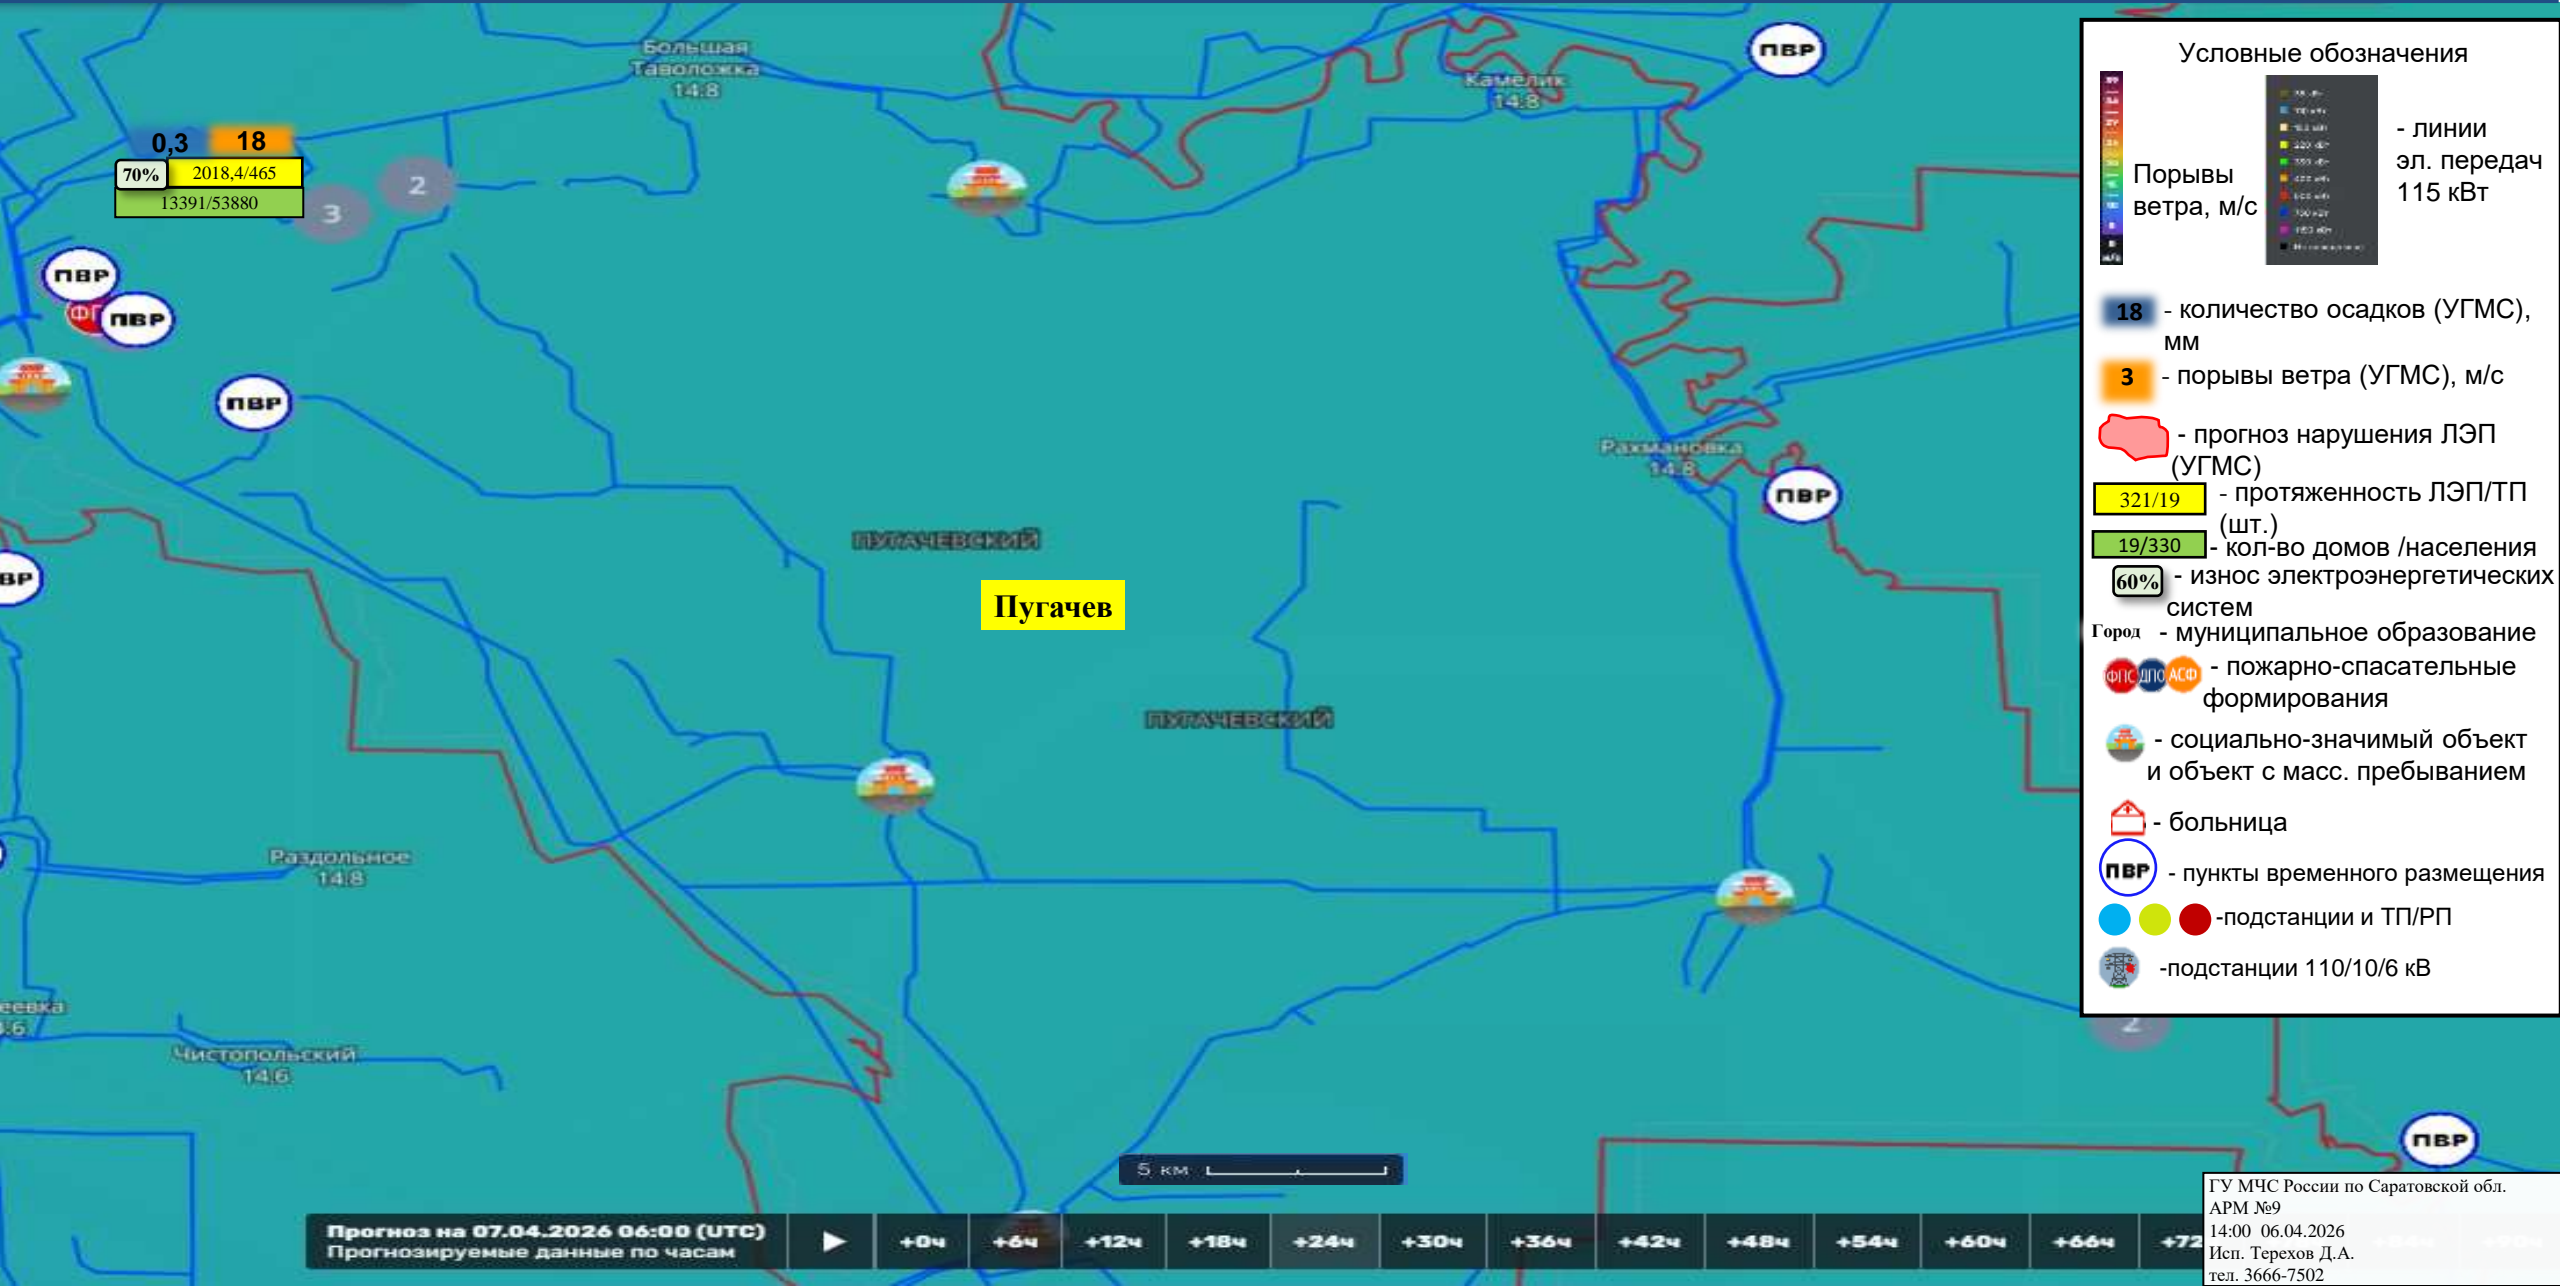 Большая
Таволожка
14.8
Камелик
14.8
ПВР
0,3
18
70%
2018,4/465
13391/53880
3
2
ПВР
ПВР
ПВР
Рахмановка
14.8
ПВР
ПУГАЧЕВСКИЙ
Пугачев
ПУГАЧЕВСКИЙ
Раздольное
14.8
Чистопольский
14.6
2
ПВР
5 км
Прогноз на 07.04.2026 06:00 (UTC)
Прогнозируемые данные по часам
+0ч
+6ч
+12ч
+18ч
+24ч
+30ч
+36ч
+42ч
+48ч
+54ч
+60ч
+66ч
+72
Условные обозначения
Порывы
ветра, м/с
- линии
эл. передач
115 кВт
18 - количество осадков (УГМС),
мм
3 - порывы ветра (УГМС), м/с
- прогноз нарушения ЛЭП
(УГМС)
321/19 - протяженность ЛЭП/ТП
(шт.)
19/330 - кол-во домов /населения
60% - износ электроэнергетических
систем
Город - муниципальное образование
ФПС ДПО АСФ - пожарно-спасательные
формирования
- социально-значимый объект
и объект с масс. пребыванием
- больница
ПВР - пункты временного размещения
-подстанции и ТП/РП
-подстанции 110/10/6 кВ
ГУ МЧС России по Саратовской обл.
АРМ №9
14:00 06.04.2026
Исп. Терехов Д.А.
тел. 3666-7502